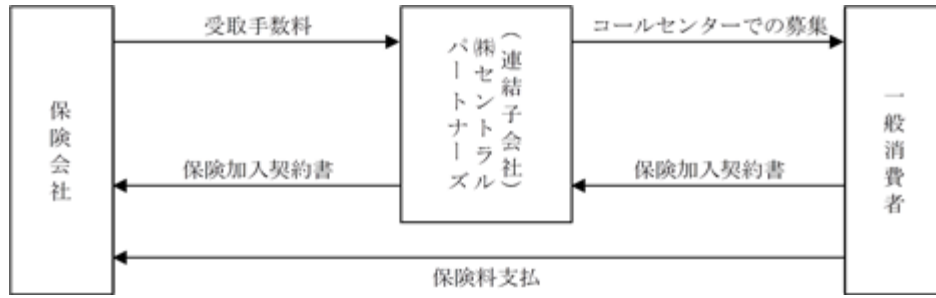 受取手数料
コールセンターでの募集
保険会社
(連結子会社)
㈱セントラル
パートナーズ
一般消費者
保険加入契約書
保険加入契約書
保険料支払